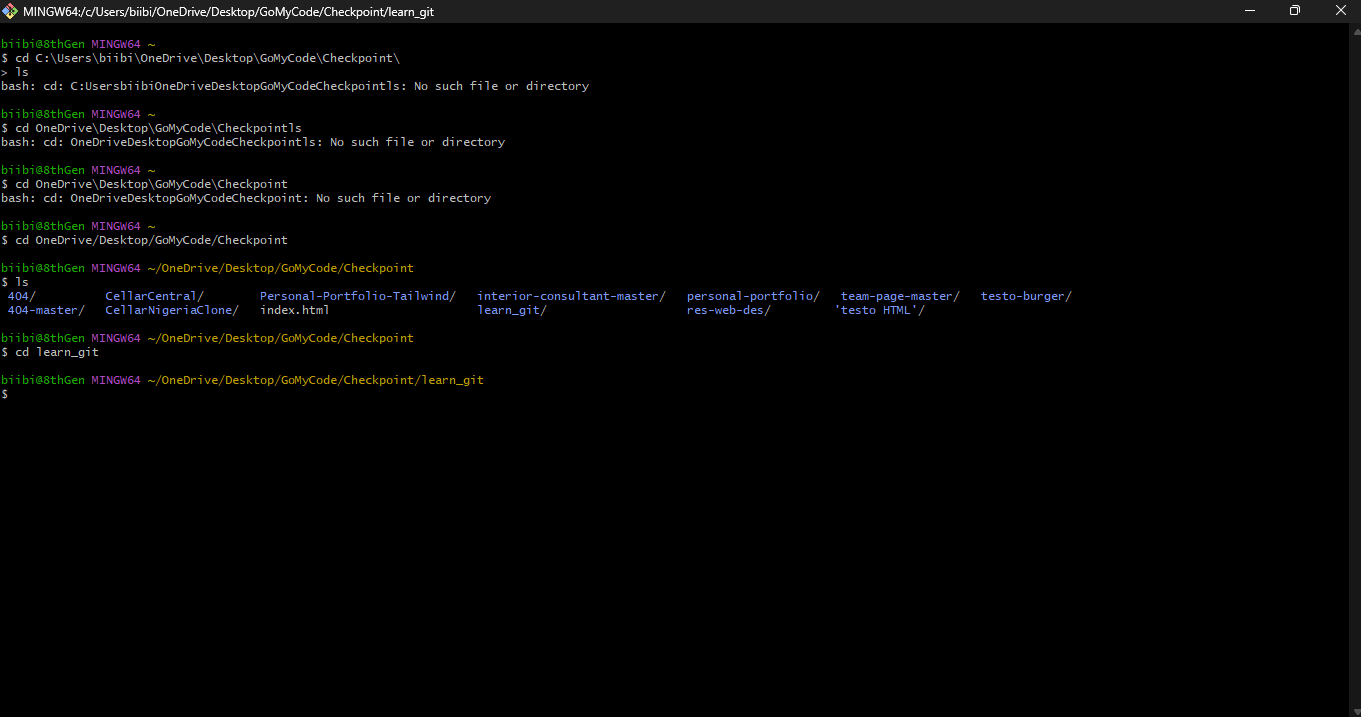 MINGW64:/c/Users/biibi/OneDrive/Desktop/GoMyCode/Checkpoint/learn_git
biibi@8thGen MINGW64 ~
$ cd C:\Users\biibi\OneDrive\Desktop\GoMyCode\Checkpoint\
> ls
bash: cd: C:UsersbiibiOneDriveDesktopGoMyCodeCheckpointls: No such file or directory
biibi@8thGen MINGW64 ~
$ cd OneDrive\Desktop\GoMyCode\Checkpointls
bash: cd: OneDriveDesktopGoMyCodeCheckpointls: No such file or directory
biibi@8thGen MINGW64 ~
$ cd OneDrive\Desktop\GoMyCode\Checkpoint
bash: cd: OneDriveDesktopGoMyCodeCheckpoint: No such file or directory
biibi@8thGen MINGW64 ~
$ cd OneDrive/Desktop/GoMyCode/Checkpoint
biibi@8thGen MINGW64 ~/OneDrive/Desktop/GoMyCode/Checkpoint
$ ls
404/ CellarCentral/ Personal-Portfolio-Tailwind/ interior-consultant-master/ personal-portfolio/ team-page-master/ testo-burger/
404-master/ CellarNigeriaClone/ index.html learn_git/ res-web-des/ 'testo HTML'/
biibi@8thGen MINGW64 ~/OneDrive/Desktop/GoMyCode/Checkpoint
$ cd learn_git
biibi@8thGen MINGW64 ~/OneDrive/Desktop/GoMyCode/Checkpoint/learn_git
$